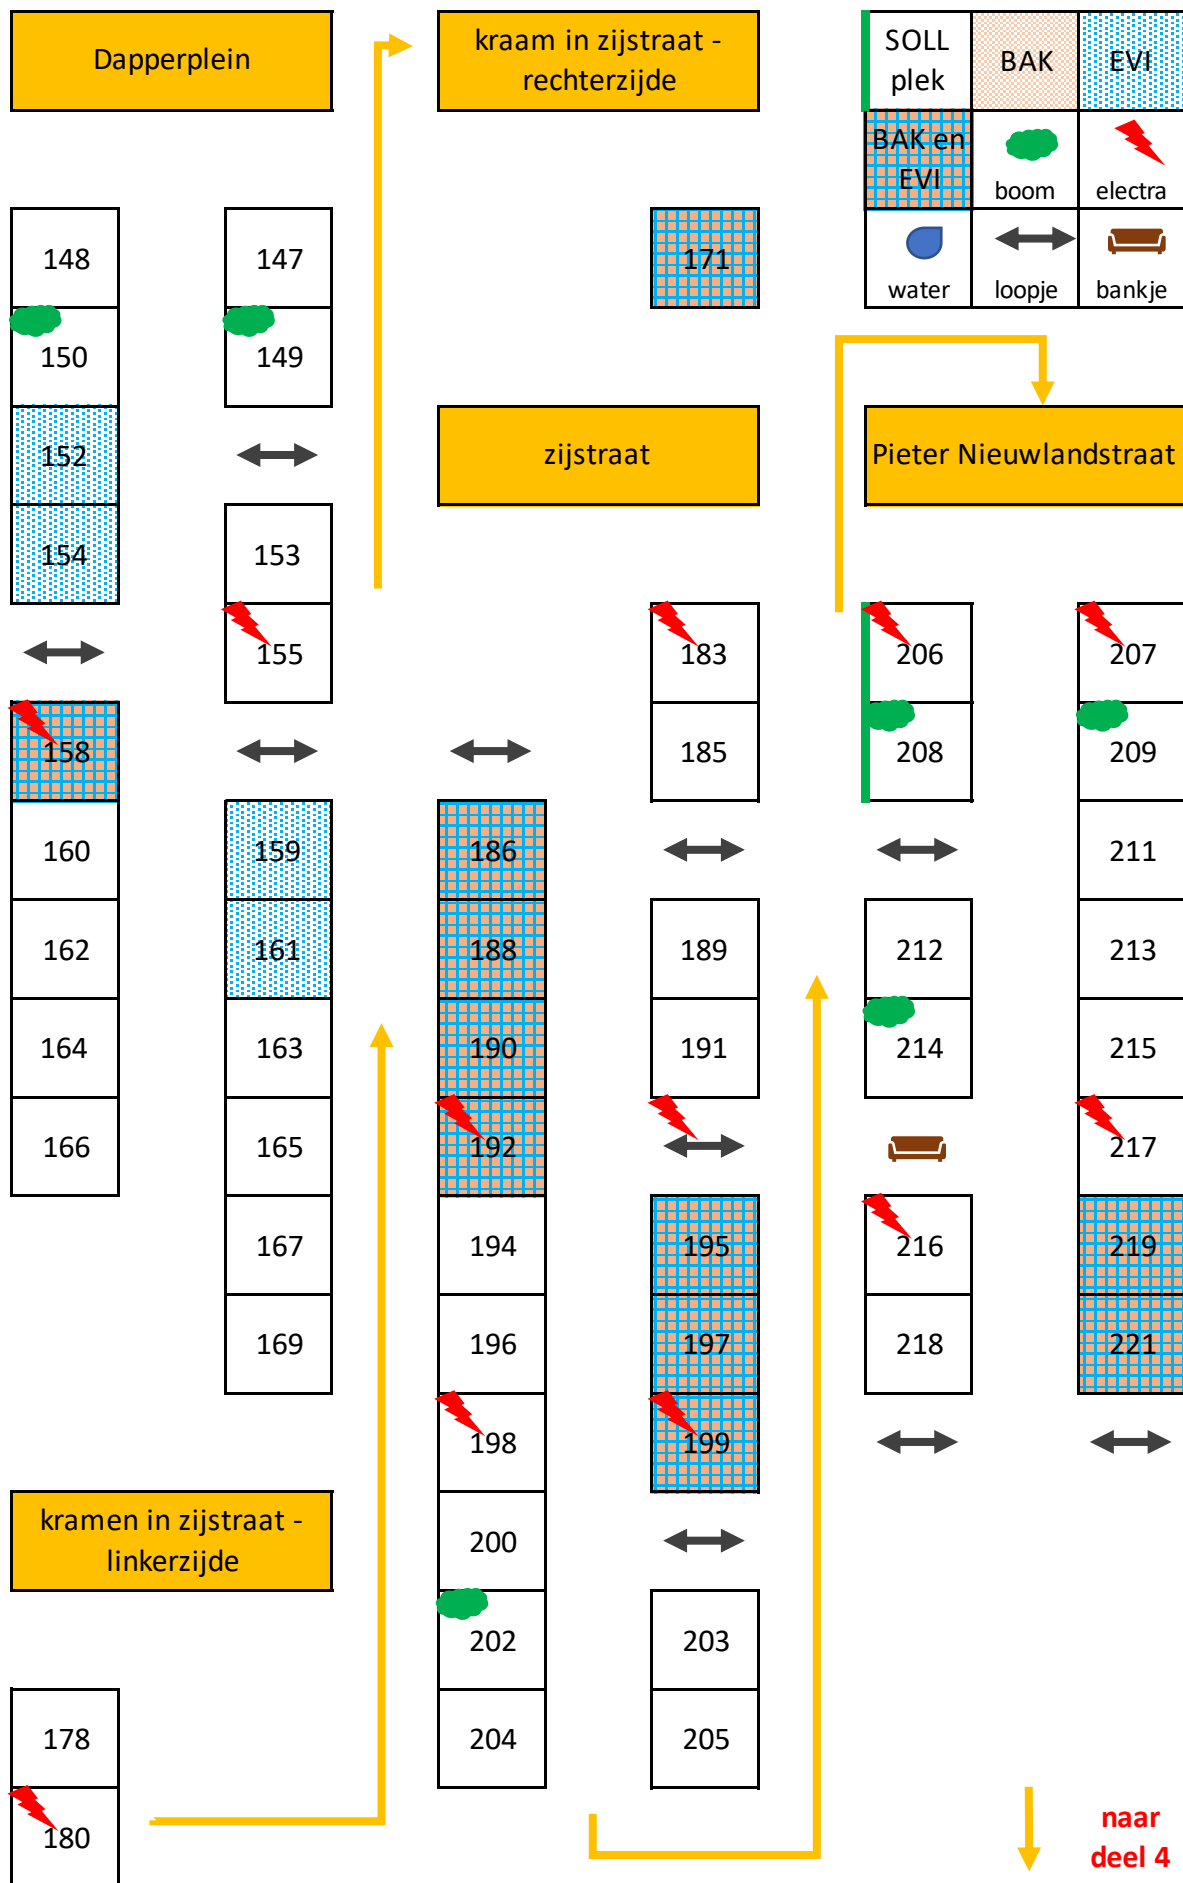 Dapperplein
kraam in zijstraat -
rechterzijde
SOLL
plek
BAK
EVI
BAK en
EVI
boom
electra
water
loopje
bankje
148
147
171
150
149
152
zijstraat
Pieter Nieuwlandstraat
154
153
155
183
206
207
158
185
208
209
160
159
186
211
162
161
188
189
212
213
164
163
190
191
214
215
166
165
192
217
167
194
195
216
219
169
196
197
218
221
198
199
kramen in zijstraat -
linkerzijde
200
202
203
178
204
205
180
naar
deel 4